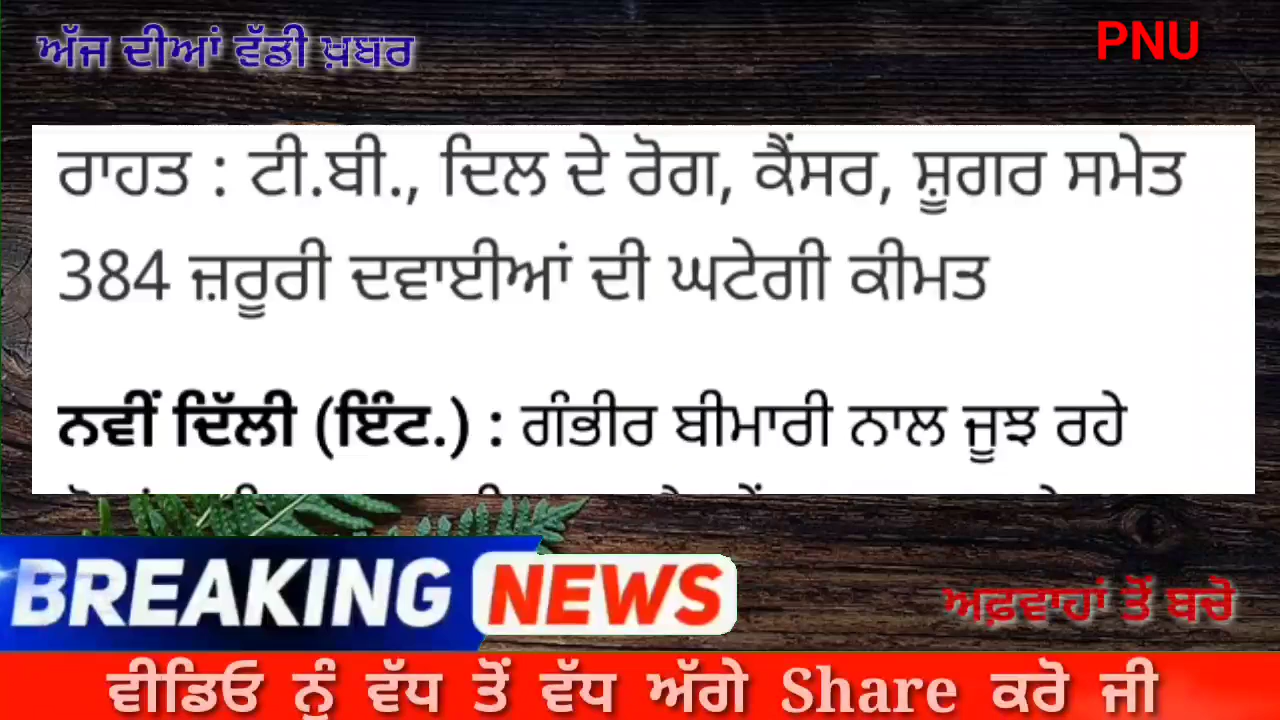 ਅੱਜ ਦੀਆਂ ਵੱਡੀ ਖ਼ਬਰ
PNU
ਰਾਹਤ : ਟੀ.ਬੀ., ਦਿਲ ਦੇ ਰੋਗ, ਕੈਂਸਰ, ਸ਼ੂਗਰ ਸਮੇਤ
384 ਜ਼ਰੂਰੀ ਦਵਾਈਆਂ ਦੀ ਘਟੇਗੀ ਕੀਮਤ
ਨਵੀਂ ਦਿੱਲੀ (ਇੰਟ.) : ਗੰਭੀਰ ਬੀਮਾਰੀ ਨਾਲ ਜੂਝ ਰਹੇ
BREAKING NEWS
ਅਫ਼ਵਾਹਾਂ ਤੋਂ ਬਚੋ
ਵੀਡਿਓ ਨੂੰ ਵੱਧ ਤੋਂ ਵੱਧ ਅੱਗੇ Share ਕਰੋ ਜੀ